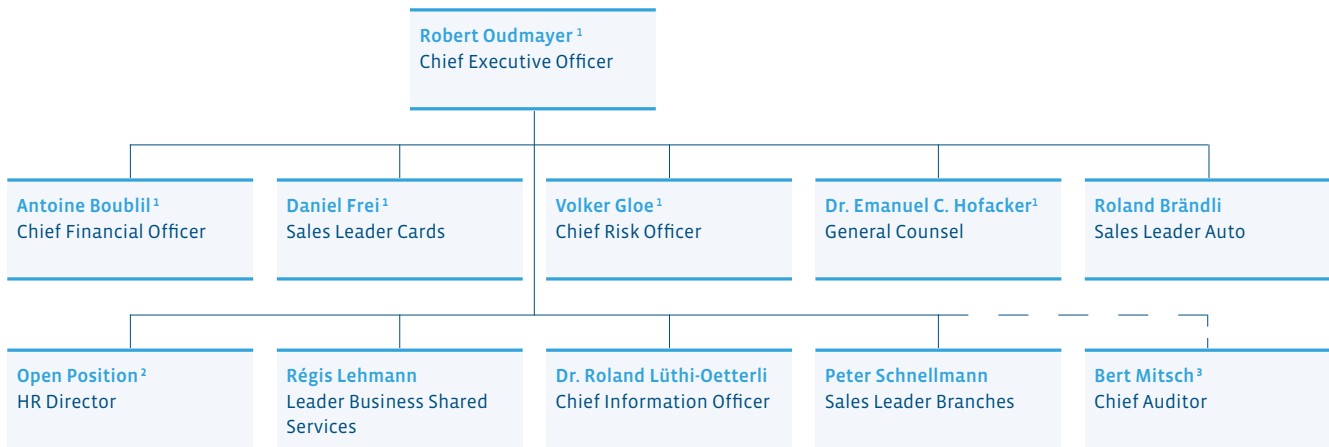 Robert Oudmayer ¹
Chief Executive Officer
Antoine Boublil ¹
Chief Financial Officer
Daniel Frei ¹
Sales Leader Cards
Volker Gloe ¹
Chief Risk Officer
Dr. Emanuel C. Hofacker¹
General Counsel
Roland Brändli
Sales Leader Auto
Open Position ²
HR Director
Régis Lehmann
Leader Business Shared
Services
Dr. Roland Lüthi-Oetterli
Chief Information Officer
Peter Schnellmann
Sales Leader Branches
Bert Mitsch ³
Chief Auditor